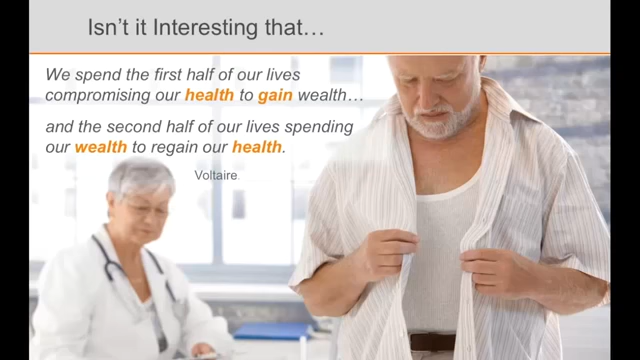 Isn't it Interesting that…
We spend the first half of our lives
compromising our health to gain wealth…
and the second half of our lives spending
our wealth to regain our health.
Voltaire.